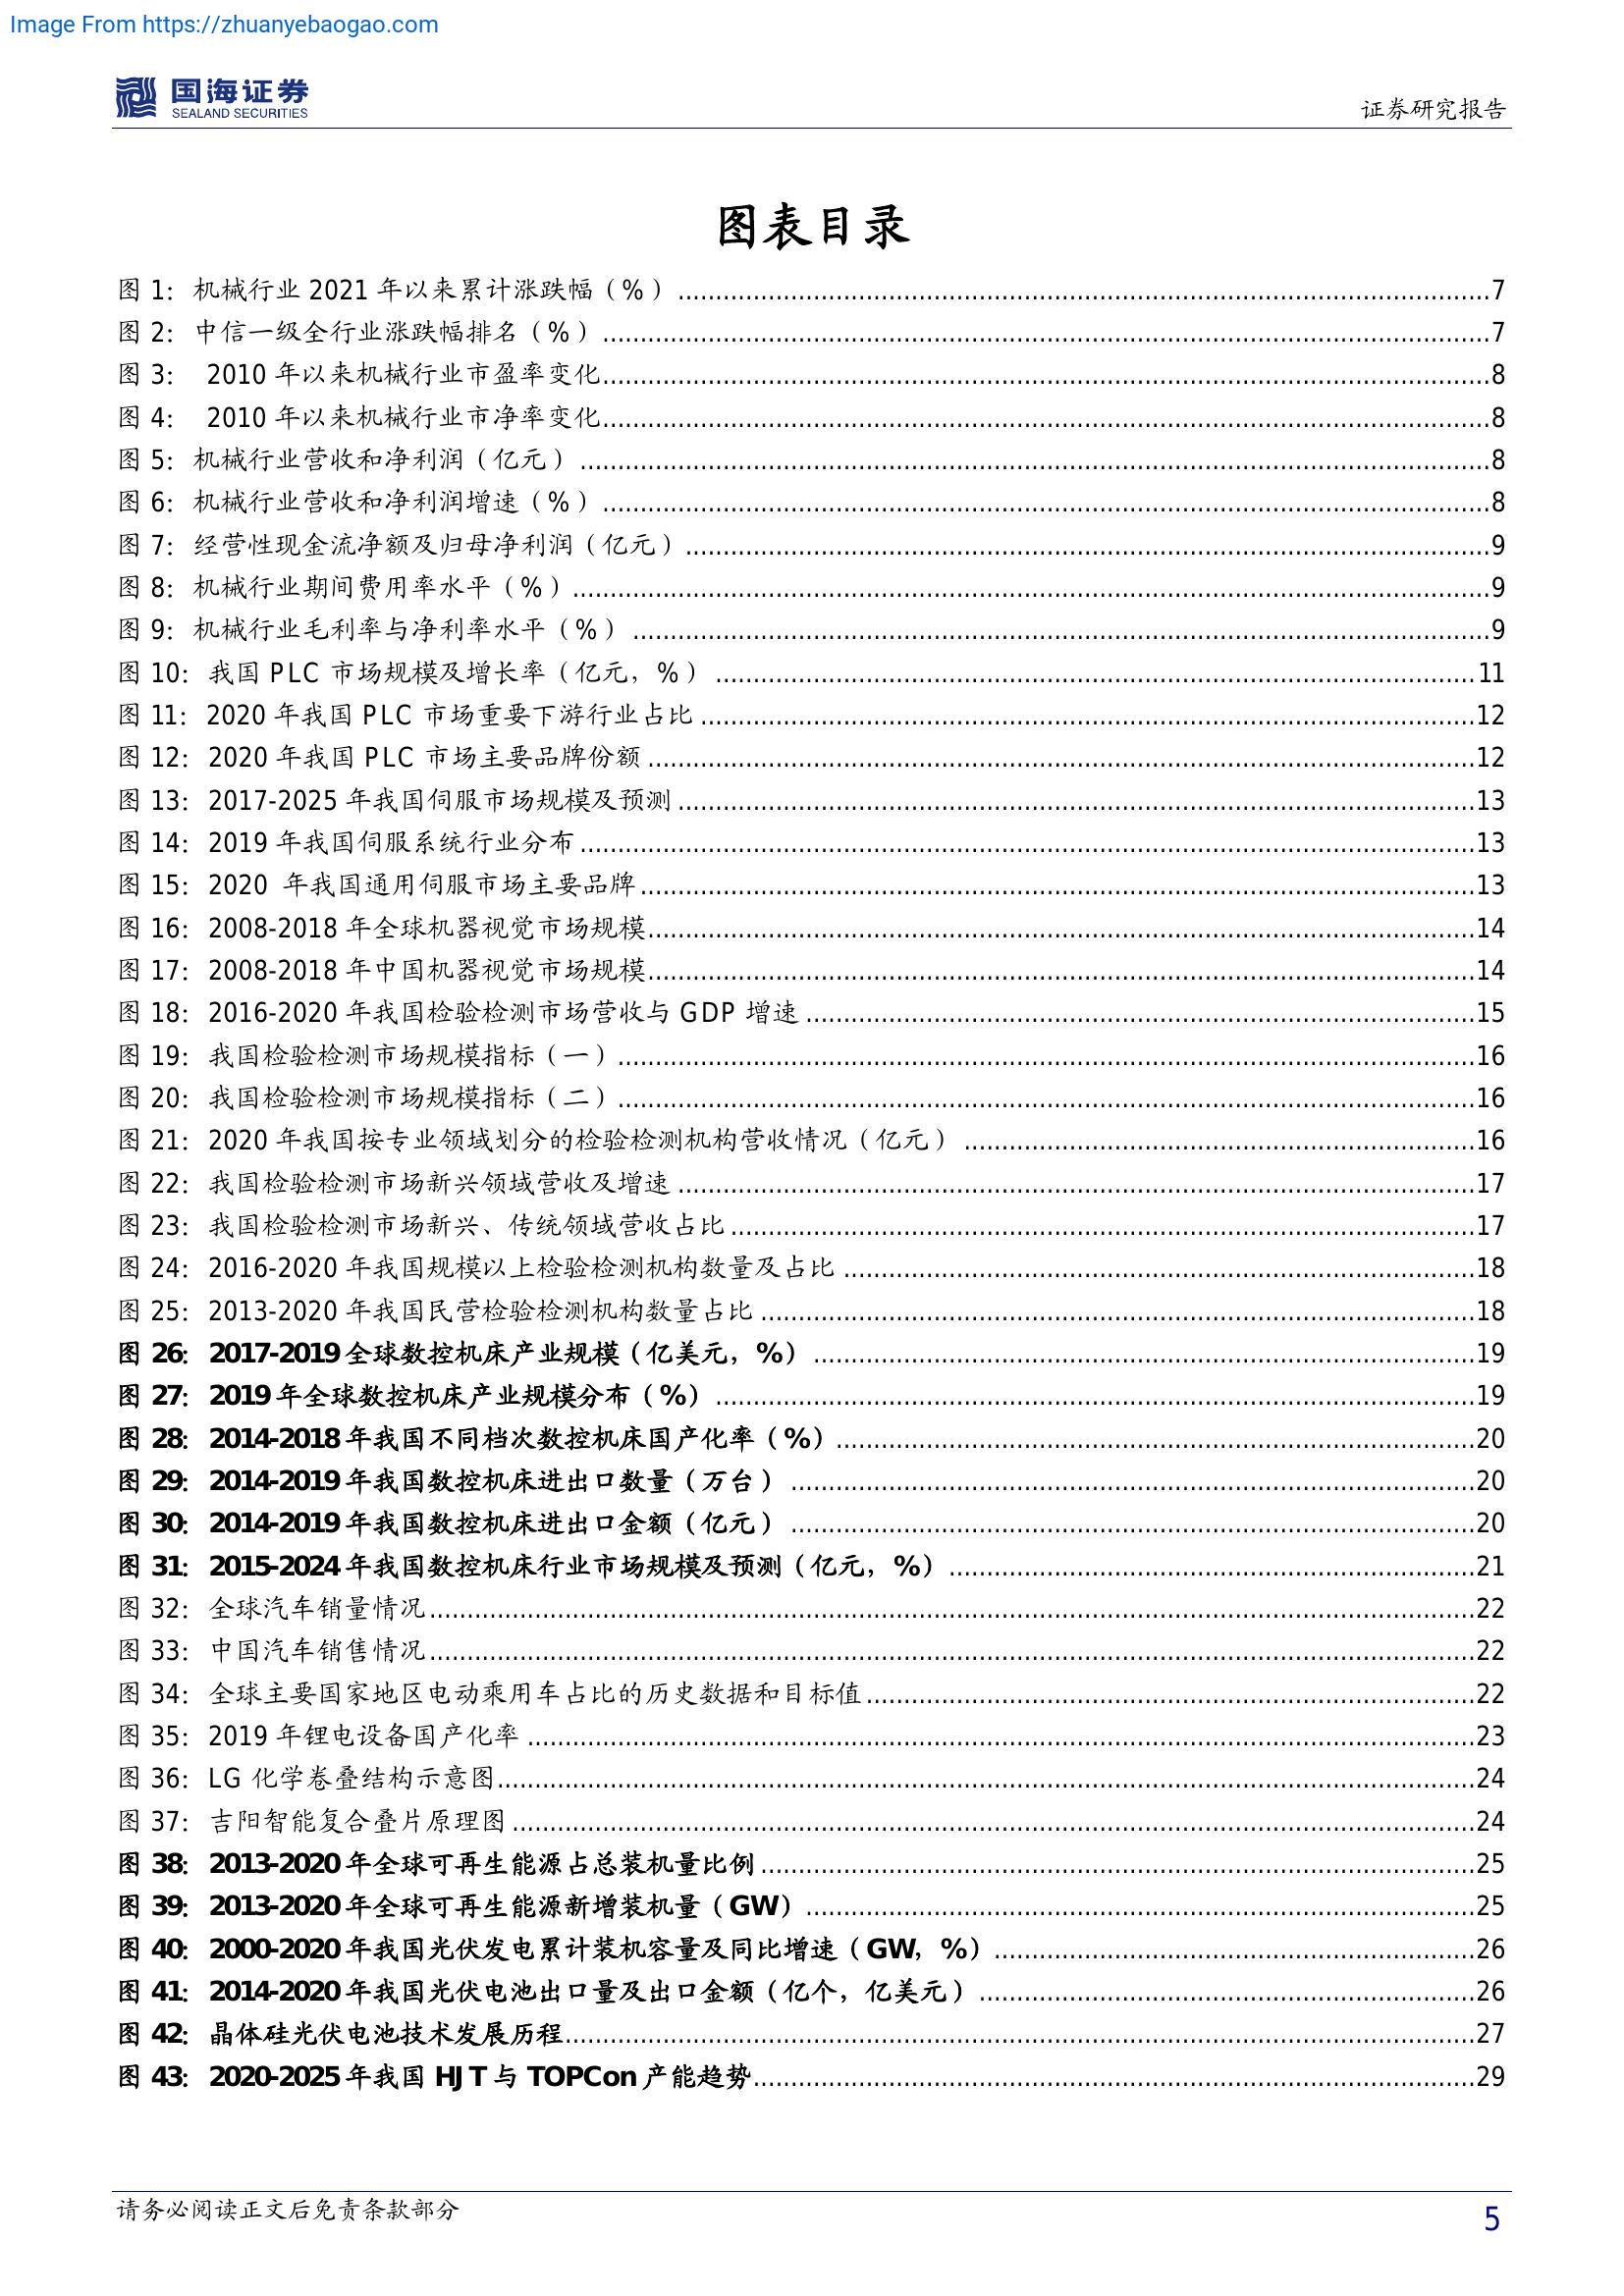 Image From https://zhuanyebaogao.com
国海证券
SEALAND SECURITIES
证券研究报告
图表目录
图 1：机械行业 2021 年以来累计涨跌幅（%）......7
图 2：中信一级全行业涨跌幅排名（%）......7
图 3： 2010 年以来机械行业市盈率变化......8
图 4： 2010 年以来机械行业市净率变化......8
图 5：机械行业营收和净利润（亿元）......8
图 6：机械行业营收和净利润增速（%）......8
图 7：经营性现金流净额及归母净利润（亿元）......9
图 8：机械行业期间费用率水平（%）......9
图 9：机械行业毛利率与净利率水平（%）......9
图 10：我国 PLC 市场规模及增长率（亿元，%）......11
图 11：2020 年我国 PLC 市场重要下游行业占比......12
图 12：2020 年我国 PLC 市场主要品牌份额......12
图 13：2017-2025 年我国伺服市场规模及预测......13
图 14：2019 年我国伺服系统行业分布......13
图 15：2020 年我国通用伺服市场主要品牌......13
图 16：2008-2018 年全球机器视觉市场规模......14
图 17：2008-2018 年中国机器视觉市场规模......14
图 18：2016-2020 年我国检验检测市场营收与 GDP 增速......15
图 19：我国检验检测市场规模指标（一）......16
图 20：我国检验检测市场规模指标（二）......16
图 21：2020 年我国按专业领域划分的检验检测机构营收情况（亿元）......16
图 22：我国检验检测市场新兴领域营收及增速......17
图 23：我国检验检测市场新兴、传统领域营收占比......17
图 24：2016-2020 年我国规模以上检验检测机构数量及占比......18
图 25：2013-2020 年我国民营检验检测机构数量占比......18
图 26：2017-2019 全球数控机床产业规模（亿美元，%）......19
图 27：2019 年全球数控机床产业规模分布（%）......19
图 28：2014-2018 年我国不同档次数控机床国产化率（%）......20
图 29：2014-2019 年我国数控机床进出口数量（万台）......20
图 30：2014-2019 年我国数控机床进出口金额（亿元）......20
图 31：2015-2024 年我国数控机床行业市场规模及预测（亿元，%）......21
图 32：全球汽车销量情况......22
图 33：中国汽车销售情况......22
图 34：全球主要国家地区电动乘用车占比的历史数据和目标值......22
图 35：2019 年锂电设备国产化率......23
图 36：LG 化学卷叠结构示意图......24
图 37：吉阳智能复合叠片原理图......24
图 38：2013-2020 年全球可再生能源占总装机量比例......25
图 39：2013-2020 年全球可再生能源新增装机量（GW）......25
图 40：2000-2020 年我国光伏发电累计装机容量及同比增速（GW，%）......26
图 41：2014-2020 年我国光伏电池出口量及出口金额（亿个，亿美元）......26
图 42：晶体硅光伏电池技术发展历程......27
图 43：2020-2025 年我国 HJT 与 TOPCon 产能趋势......29
请务必阅读正文后免责条款部分
5